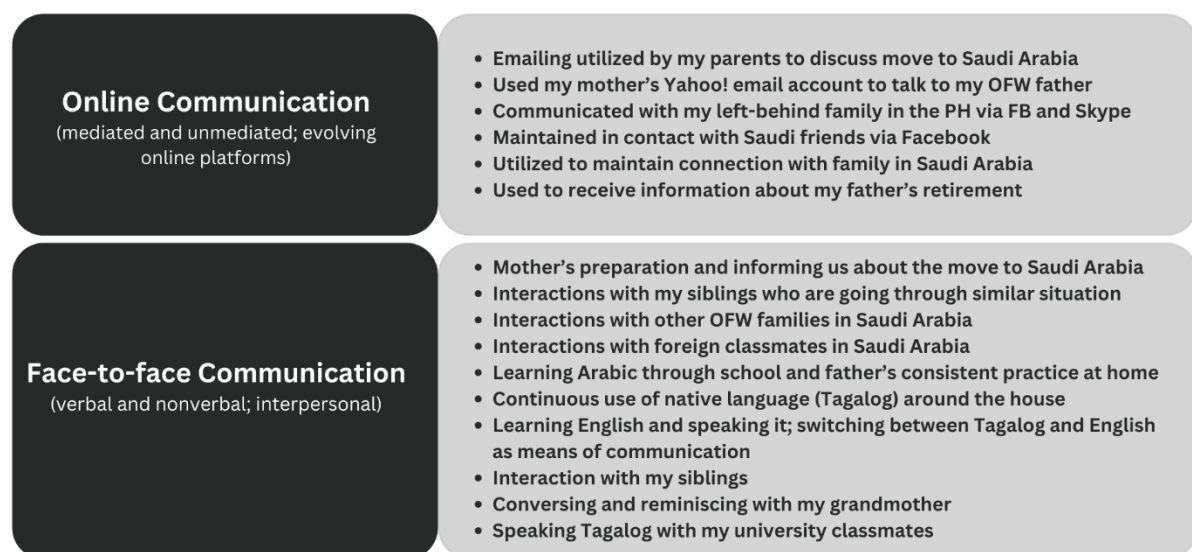 Online Communication
(mediated and unmediated; evolving
online platforms)
• Emailing utilized by my parents to discuss move to Saudi Arabia
• Used my mother's Yahoo! email account to talk to my OFW father
• Communicated with my left-behind family in the PH via FB and Skype
• Maintained in contact with Saudi friends via Facebook
• Utilized to maintain connection with family in Saudi Arabia
• Used to receive information about my father's retirement
Face-to-face Communication
(verbal and nonverbal; interpersonal)
• Mother's preparation and informing us about the move to Saudi Arabia
• Interactions with my siblings who are going through similar situation
• Interactions with other OFW families in Saudi Arabia
• Interactions with foreign classmates in Saudi Arabia
• Learning Arabic through school and father's consistent practice at home
• Continuous use of native language (Tagalog) around the house
• Learning English and speaking it; switching between Tagalog and English
as means of communication
• Interaction with my siblings
• Conversing and reminiscing with my grandmother
• Speaking Tagalog with my university classmates